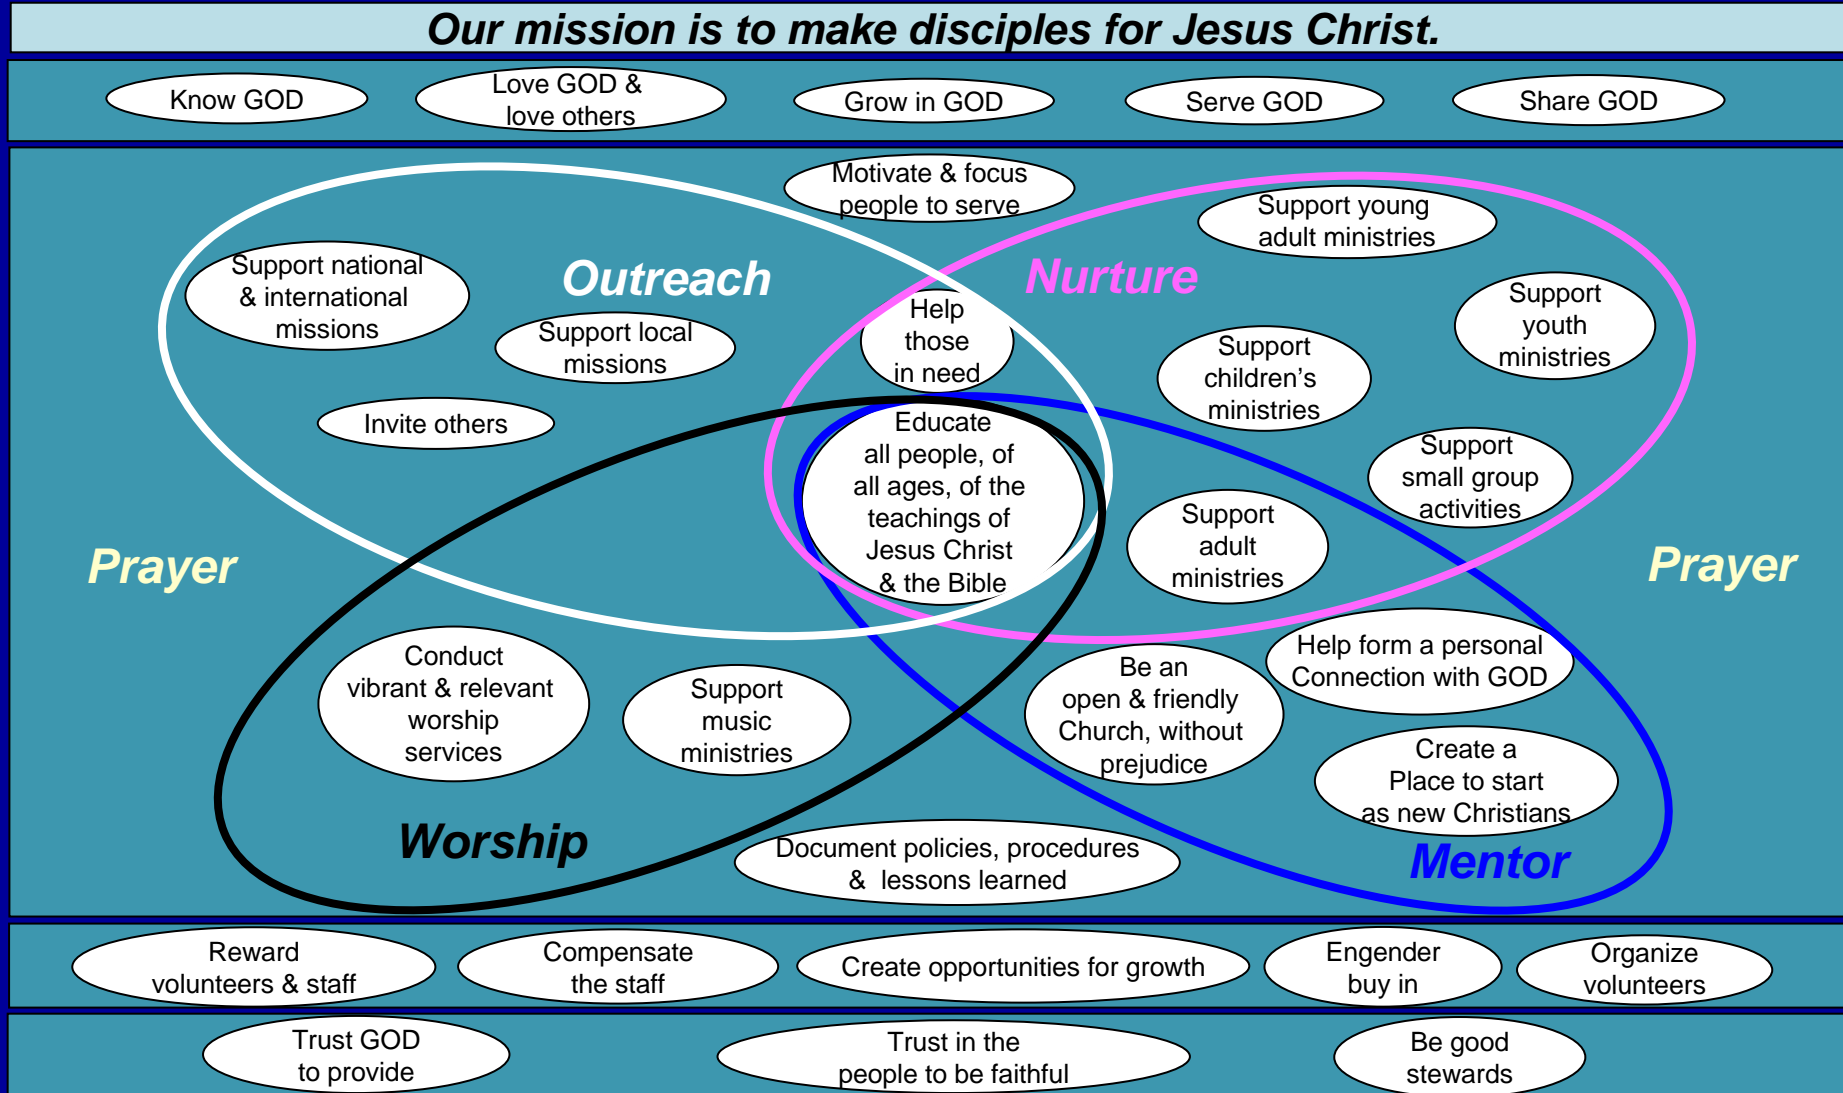 Our mission is to make disciples for Jesus Christ.
Know GOD
Love GOD &
love others
Grow in GOD
Serve GOD
Share GOD
Motivate & focus
people to serve
Outreach
Support national
& international
missions
Support local
missions
Invite others
Nurture
Support young
adult ministries
Support
youth
ministries
Support
children’s
ministries
Support
small group
activities
Help
those
in need
Educate
all people, of
all ages, of the
teachings of
Jesus Christ
& the Bible
Support
adult
ministries
Prayer
Prayer
Conduct
vibrant & relevant
worship
services
Support
music
ministries
Worship
Be an
open & friendly
Church, without
prejudice
Help form a personal
Connection with GOD
Create a
Place to start
as new Christians
Mentor
Document policies, procedures
& lessons learned
Reward
volunteers & staff
Compensate
the staff
Create opportunities for growth
Engender
buy in
Organize
volunteers
Trust GOD
to provide
Trust in the
people to be faithful
Be good
stewards